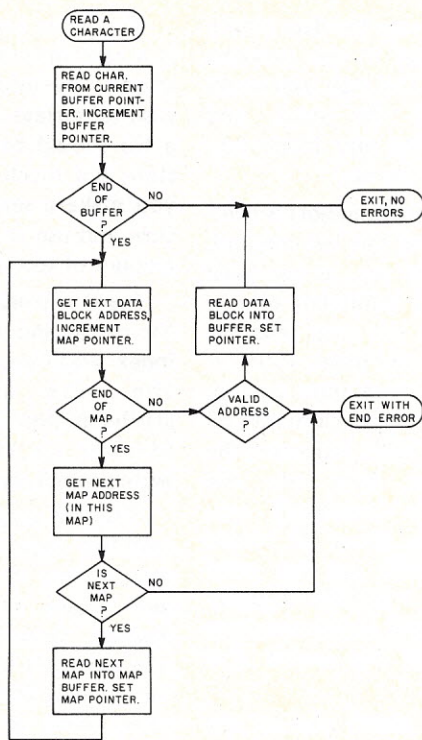 READ A
CHARACTER
READ CHAR.
FROM CURRENT
BUFFER POINT-
ER. INCREMENT
BUFFER
POINTER.
END
OF
BUFFER
?
NO
YES
EXIT, NO
ERRORS
GET NEXT DATA
BLOCK ADDRESS,
INCREMENT
MAP POINTER.
READ DATA
BLOCK INTO
BUFFER. SET
POINTER.
END
OF
MAP
?
NO
YES
VALID
ADDRESS
?
EXIT WITH
END ERROR
GET NEXT
MAP ADDRESS
(IN THIS
MAP)
IS
NEXT
MAP
?
NO
YES
READ NEXT
MAP INTO MAP
BUFFER. SET
MAP POINTER.